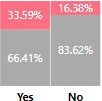 33.59% 16.38%
66.41% 83.62%
Yes No